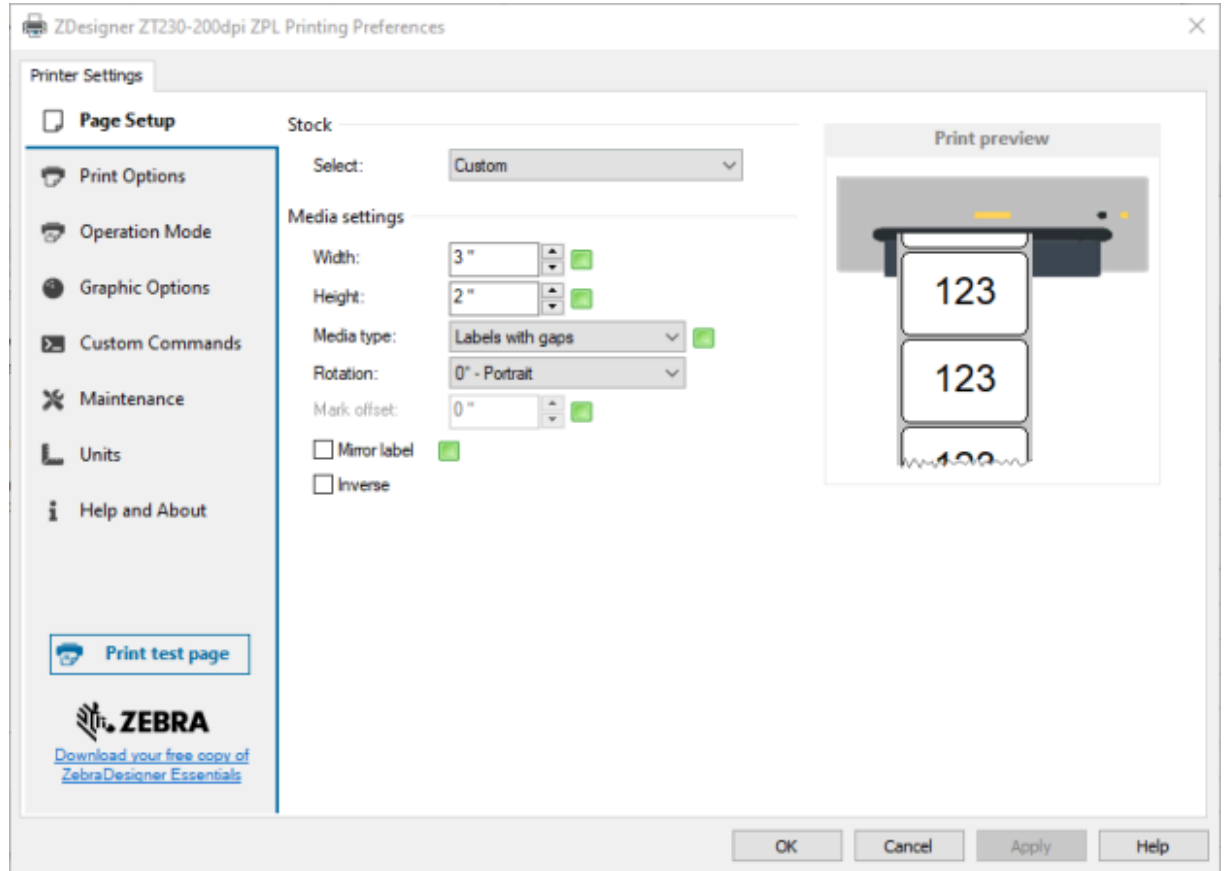 ZDesigner ZT230-200dpi ZPL Printing Preferences
Printer Settings
Page Setup
Print Options
Operation Mode
Graphic Options
Custom Commands
Maintenance
Units
Help and About
Print test page
ZEBRA
Download your free copy of
ZebraDesigner Essentials
Stock
Select: Custom
Media settings
Width: 3 "
Height: 2 "
Media type: Labels with gaps
Rotation: 0° - Portrait
Mark offset: 0 "
Mirror label
Inverse
Print preview
123
123
123
OK Cancel Apply Help